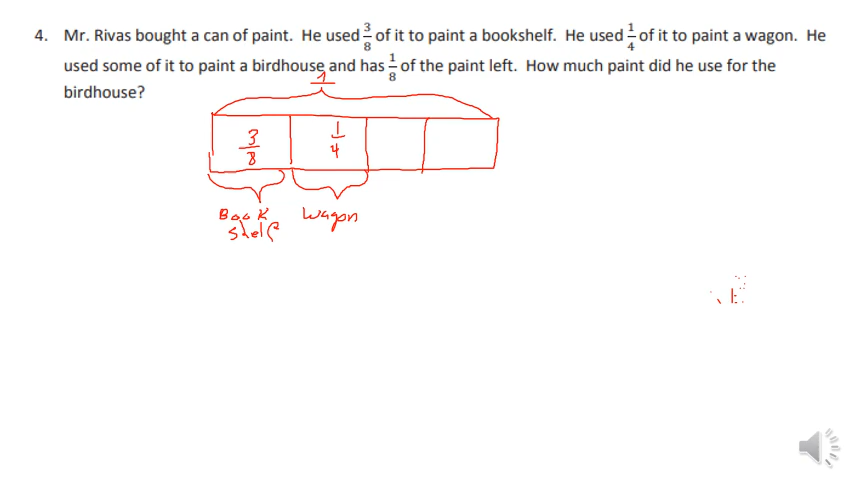 4. Mr. Rivas bought a can of paint. He used 3/8 of it to paint a bookshelf. He used 1/4 of it to paint a wagon. He
used some of it to paint a birdhouse and has 1/8 of the paint left. How much paint did he use for the
birdhouse?
1
3/8 1/4
Book Wagon
Shelf